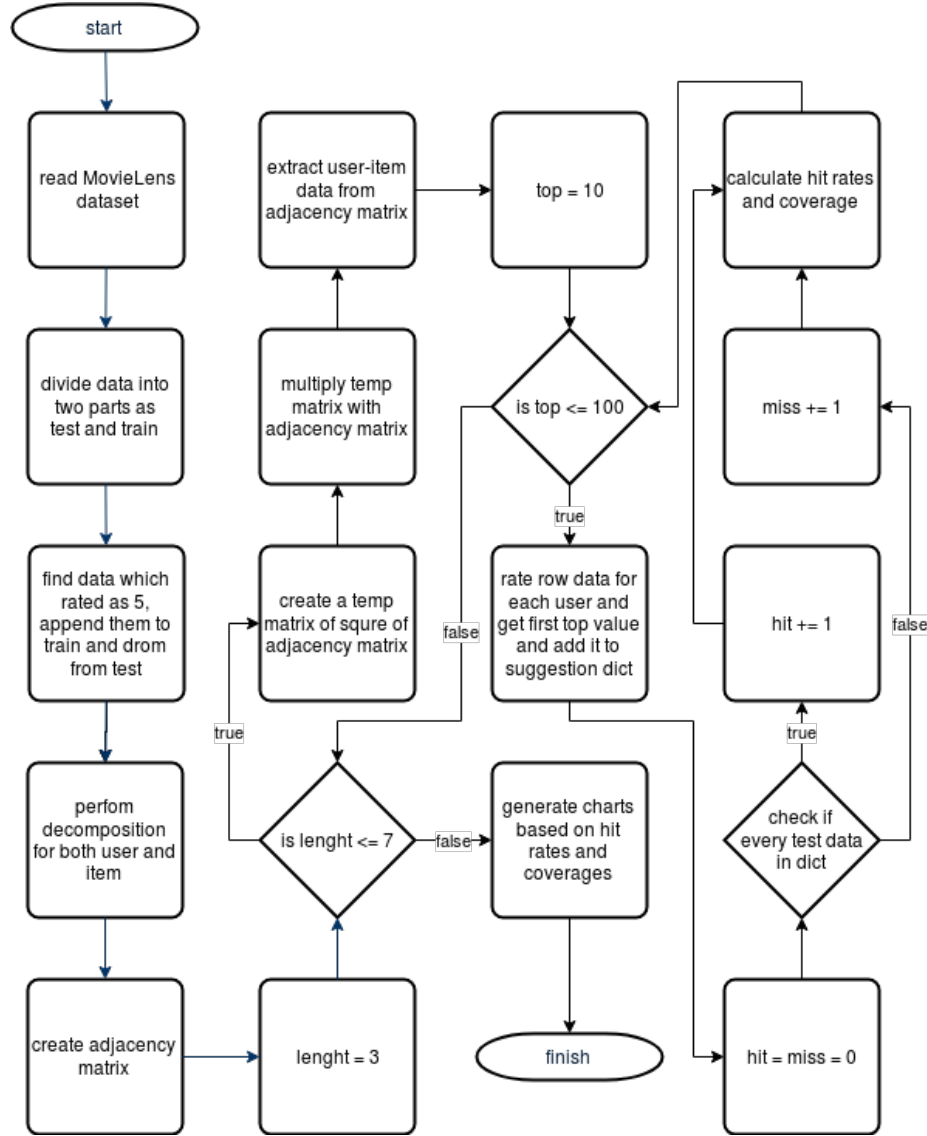 start
read MovieLens
dataset
divide data into
two parts as
test and train
find data which
rated as 5,
append them to
train and drom
from test
perfom
decomposition
for both user and
item
create adjacency
matrix
lenght = 3
is lenght <= 7
true
false
create a temp
matrix of squre of
adjacency matrix
multiply temp
matrix with
adjacency matrix
extract user-item
data from
adjacency matrix
top = 10
is top <= 100
true
false
rate row data for
each user and
get first top value
and add it to
suggestion dict
generate charts
based on hit
rates and
coverages
finish
hit = miss = 0
check if
every test data
in dict
true
false
hit += 1
miss += 1
calculate hit rates
and coverage